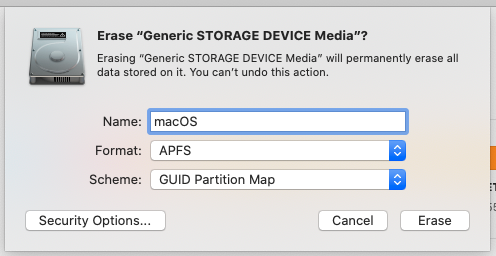 Erase “Generic STORAGE DEVICE Media”?
Erasing “Generic STORAGE DEVICE Media” will permanently erase all
data stored on it. You can’t undo this action.
Name: macOS
Format: APFS
Scheme: GUID Partition Map
Security Options... Cancel Erase